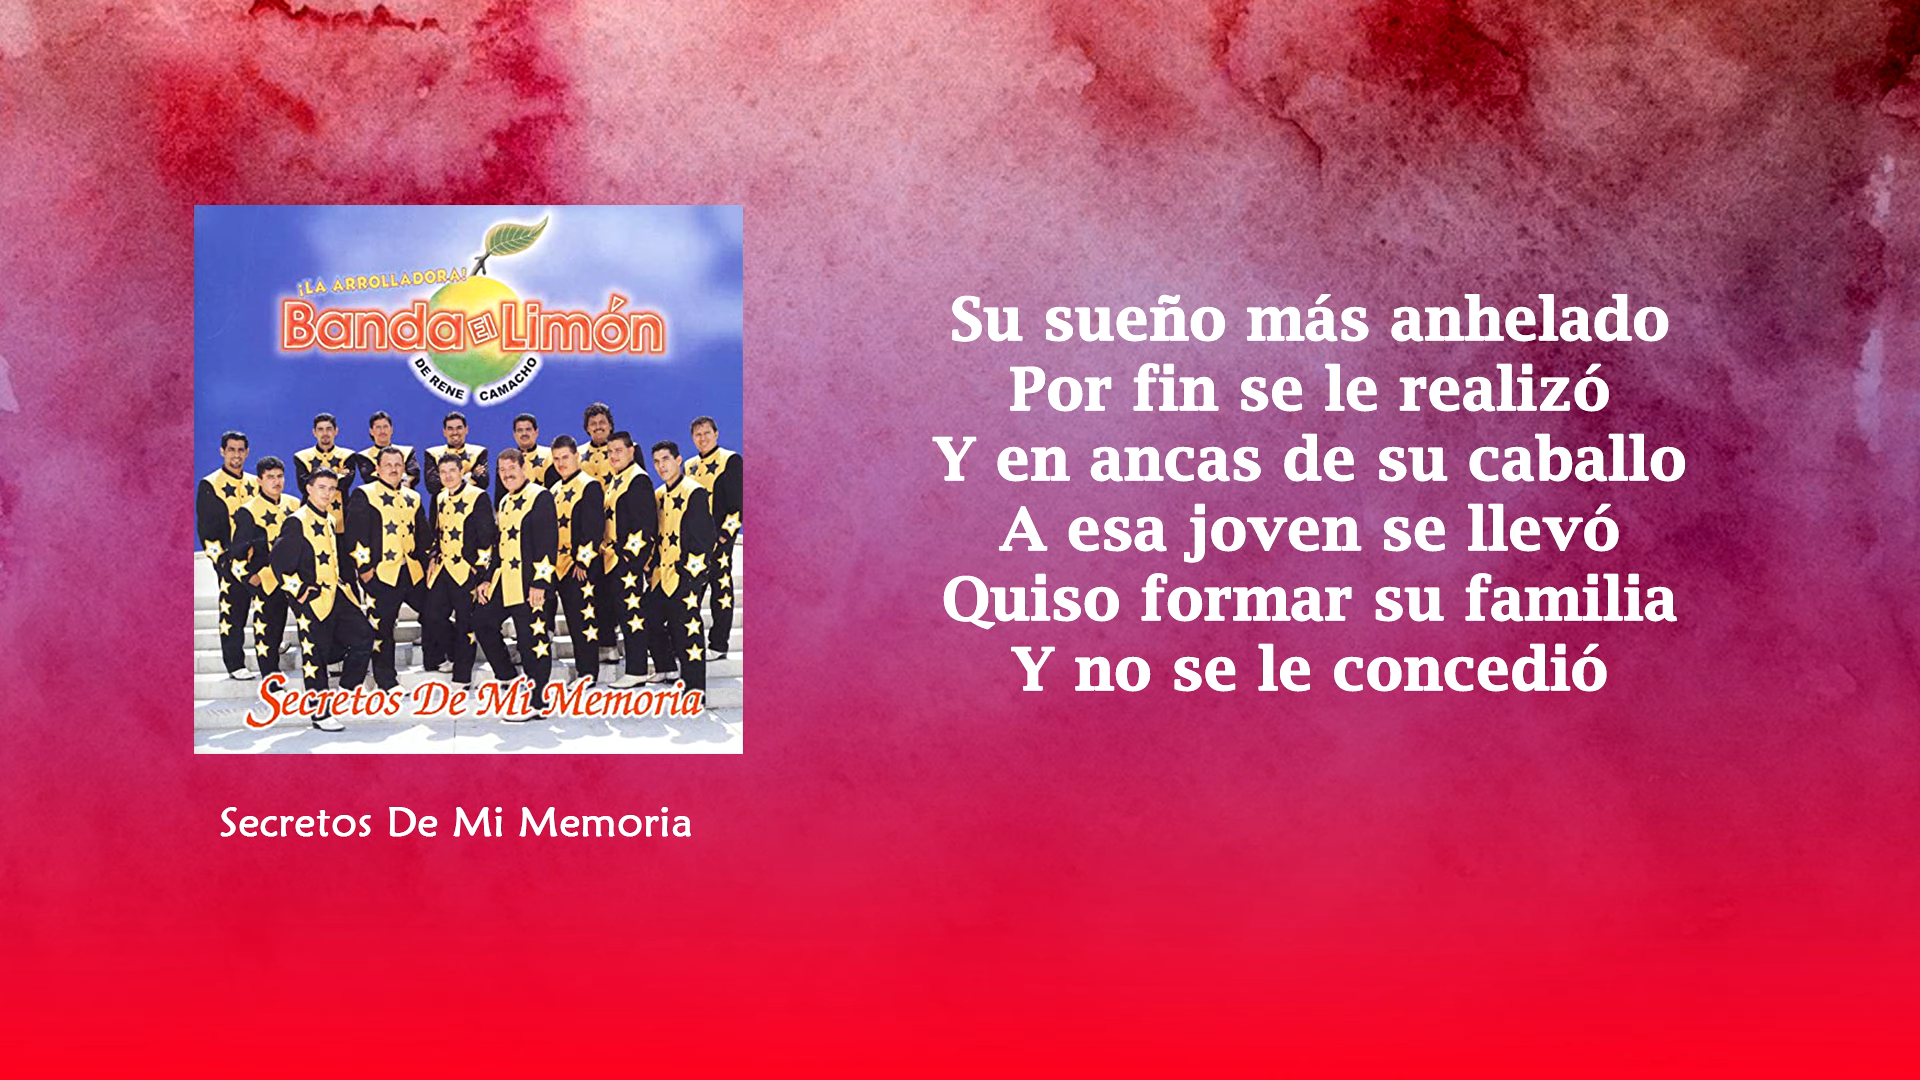 ¡LA ARROLLADORA!
Banda El Limón
DE RENE CAMACHO
Secretos De Mi Memoria
Secretos De Mi Memoria
Su sueño más anhelado
Por fin se le realizó
Y en ancas de su caballo
A esa joven se llevó
Quiso formar su familia
Y no se le concedió